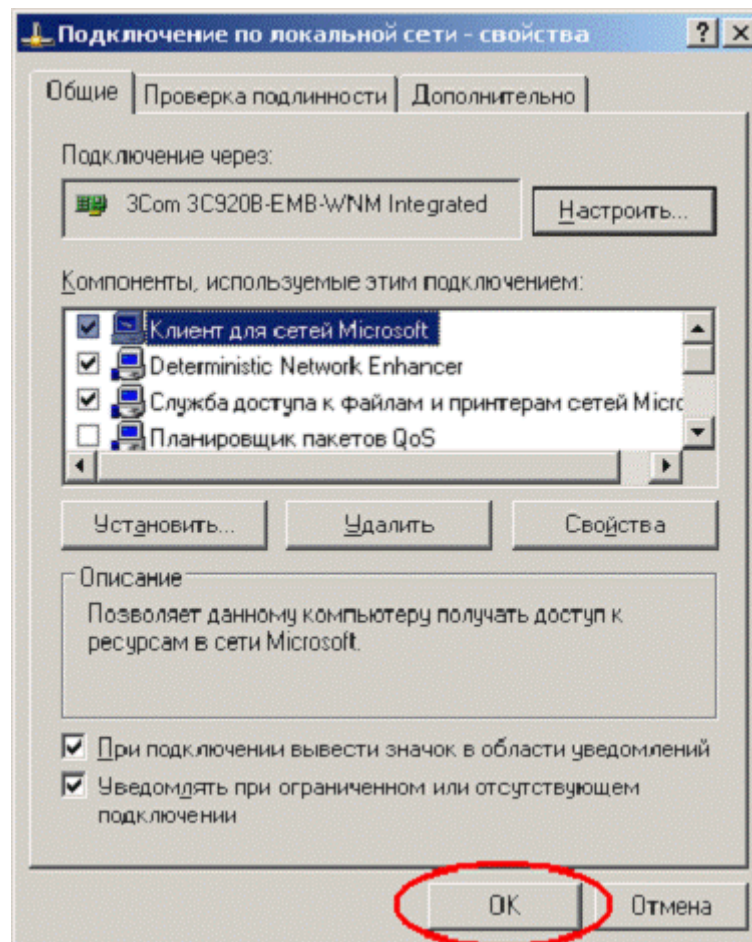 Подключение по локальной сети - свойства
Общие
Проверка подлинности
Дополнительно
Подключение через:
3Com 3C920B-EMB-WNM Integrated
Настроить...
Компоненты, используемые этим подключением:
Клиент для сетей Microsoft
Deterministic Network Enhancer
Служба доступа к файлам и принтерам сетей Micro
Планировщик пакетов QoS
Установить...
Удалить
Свойства
Описание
Позволяет данному компьютеру получать доступ к
ресурсам в сети Microsoft.
При подключении вывести значок в области уведомлений
Уведомлять при ограниченном или отсутствующем
подключении
OK
Отмена